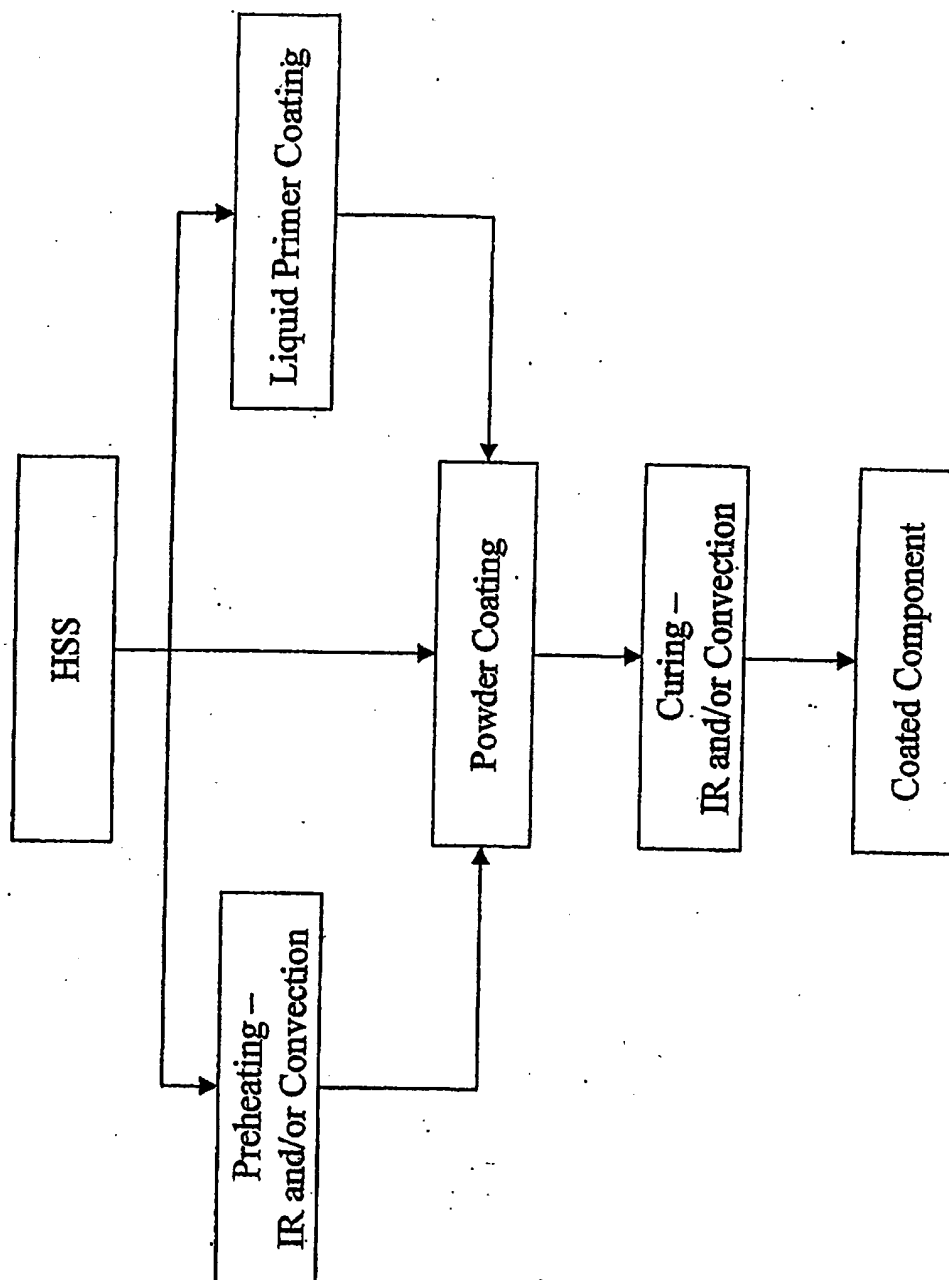 HSS
Preheating –
IR and/or Convection
Liquid Primer Coating
Powder Coating
Curing –
IR and/or Convection
Coated Component